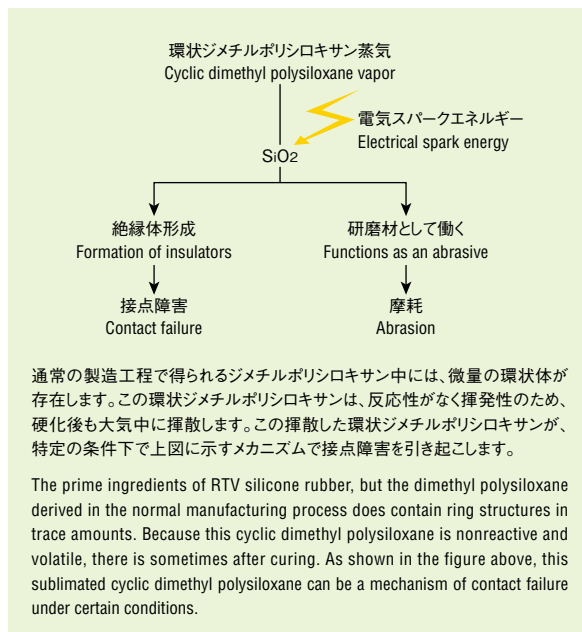 環状ジメチルポリシロキサン蒸気
Cyclic dimethyl polysiloxane vapor
電気スパークエネルギー
Electrical spark energy
SiO2
絶縁体形成
Formation of insulators
研磨材として働く
Functions as an abrasive
接点障害
Contact failure
摩耗
Abrasion
通常の製造工程で得られるジメチルポリシロキサン中には、微量の環状体が
存在します。この環状ジメチルポリシロキサンは、反応性がなく揮発性のため、
硬化後も大気中に揮散します。この揮散した環状ジメチルポリシロキサンが、
特定の条件下で上図に示すメカニズムで接点障害を引き起こします。
The prime ingredients of RTV silicone rubber, but the dimethyl polysiloxane
derived in the normal manufacturing process does contain ring structures in
trace amounts. Because this cyclic dimethyl polysiloxane is nonreactive and
volatile, there is sometimes after curing. As shown in the figure above, this
sublimated cyclic dimethyl polysiloxane can be a mechanism of contact failure
under certain conditions.